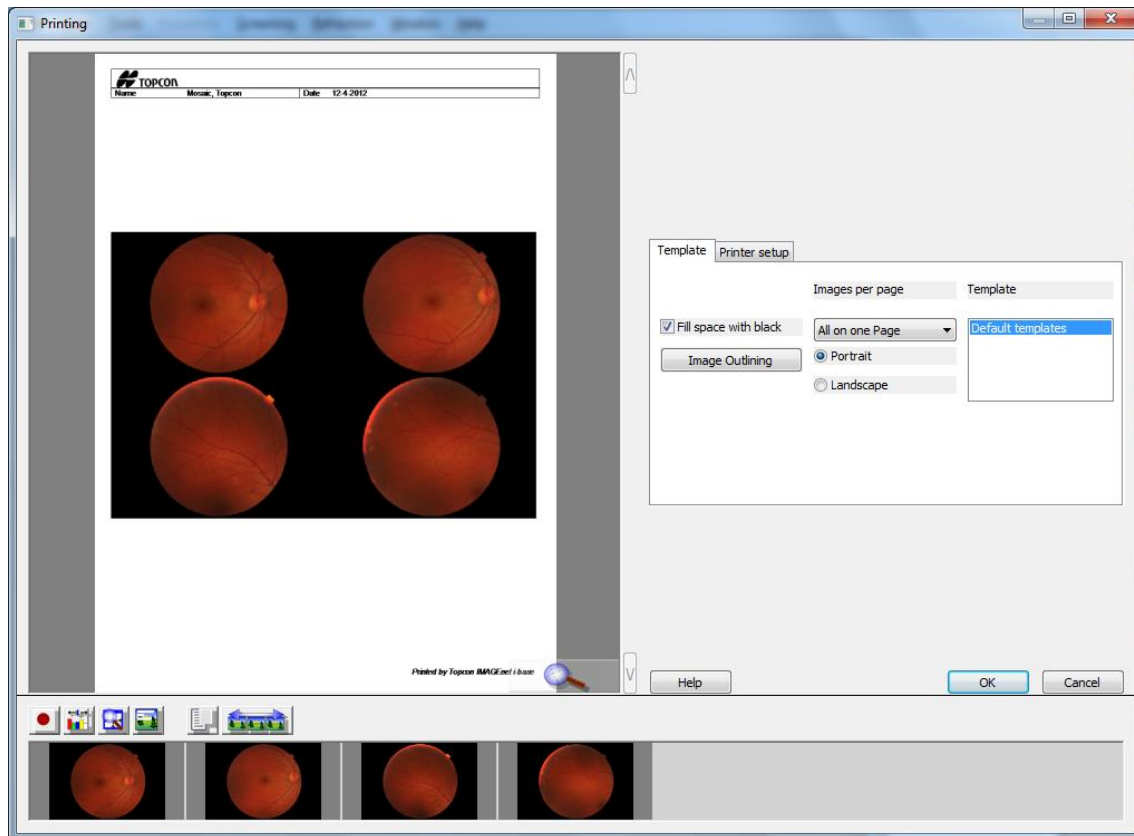 Printing
TOPCON
Name Mosaic, Topcon Date 12-4-2012
Printed by Topcon IMAGEnet i-base
Template Printer setup
Images per page Template
Fill space with black All on one Page Default templates
Image Outlining Portrait
Landscape
Help OK Cancel